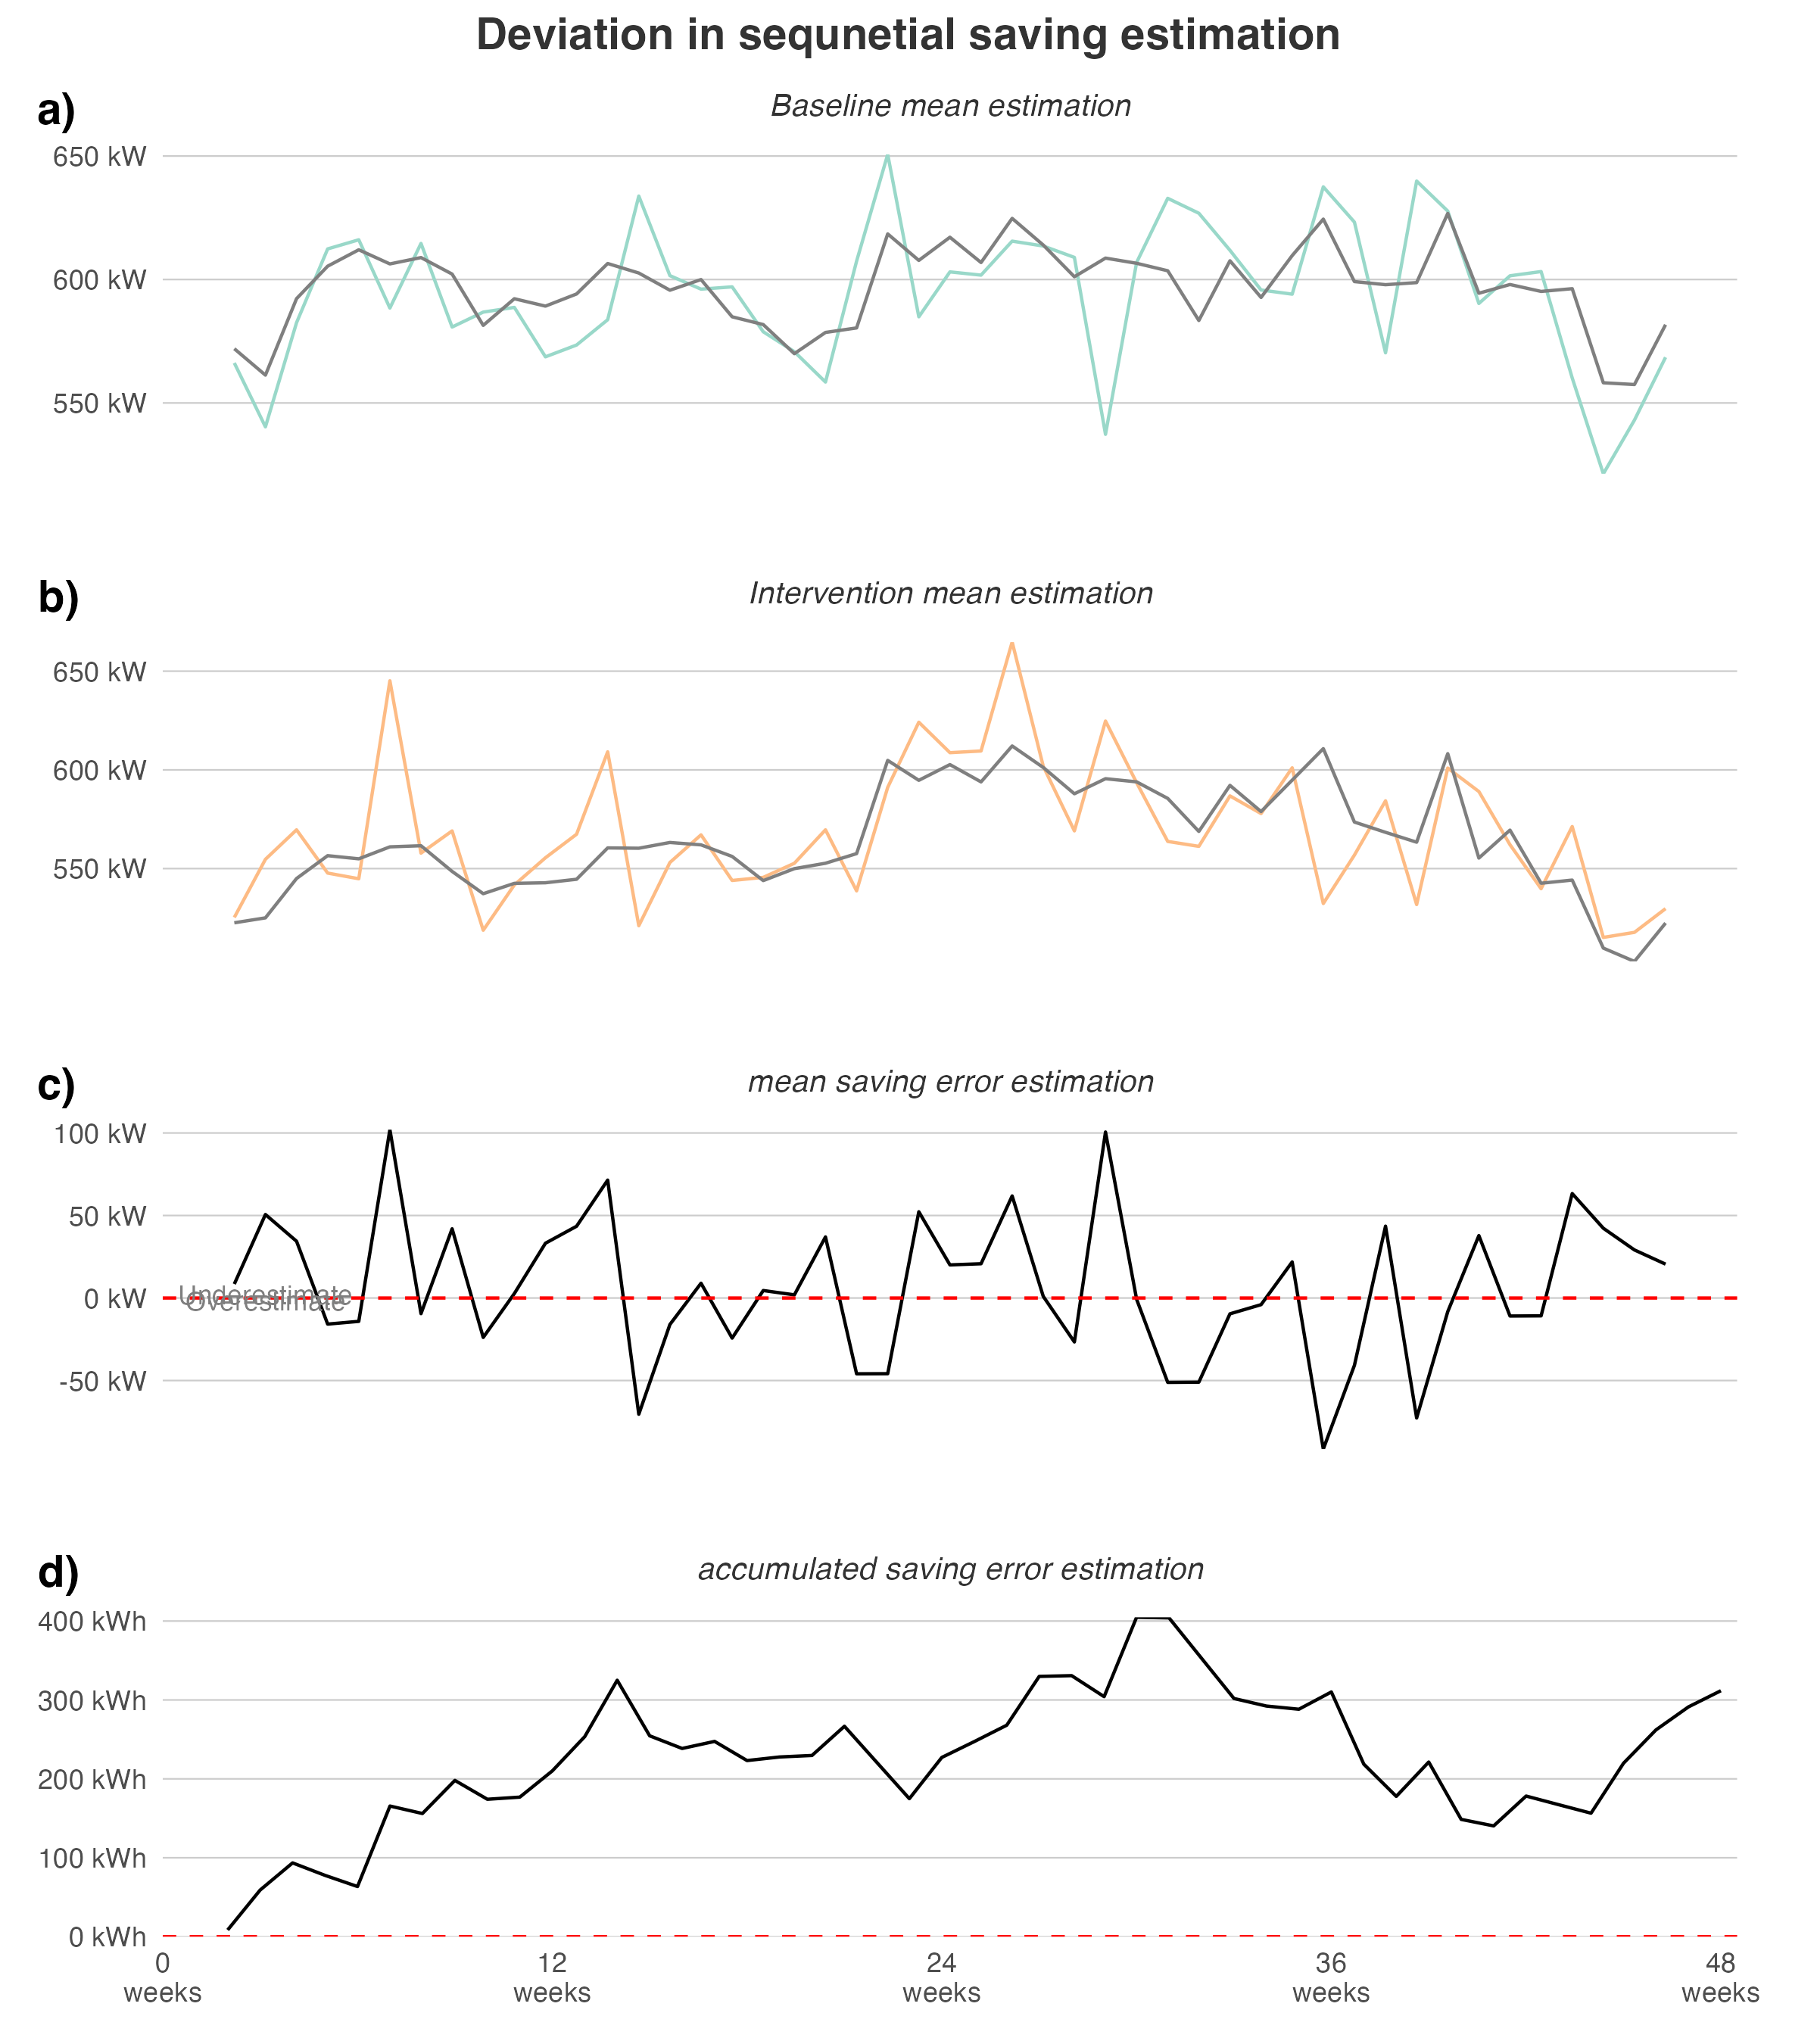 Deviation in sequnetial saving estimation
a)
Baseline mean estimation
650 kW
600 kW
550 kW
b)
Intervention mean estimation
650 kW
600 kW
550 kW
c)
mean saving error estimation
100 kW
50 kW
0 kW
Underestimate
Overestimate
-50 kW
d)
accumulated saving error estimation
400 kWh
300 kWh
200 kWh
100 kWh
0 kWh
0 12 24 36 48
weeks weeks weeks weeks weeks